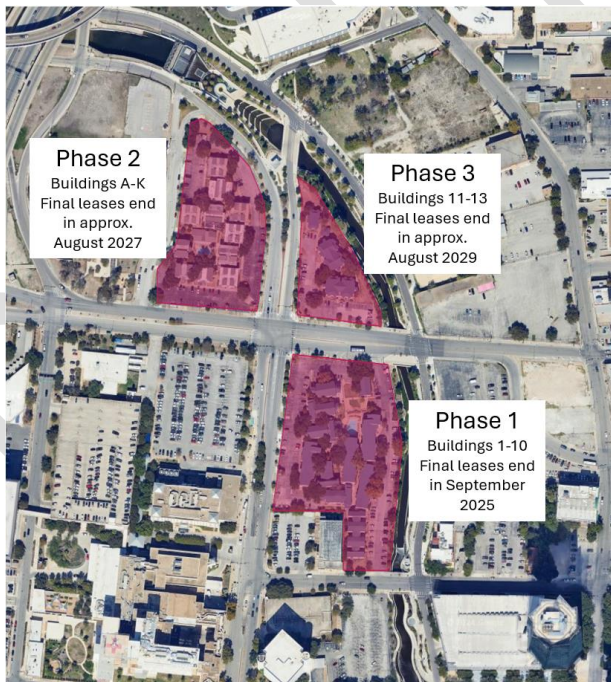 Phase 2
Buildings A-K
Final leases end
in approx.
August 2027
Phase 3
Buildings 11-13
Final leases end
in approx.
August 2029
Phase 1
Buildings 1-10
Final leases end
in September
2025